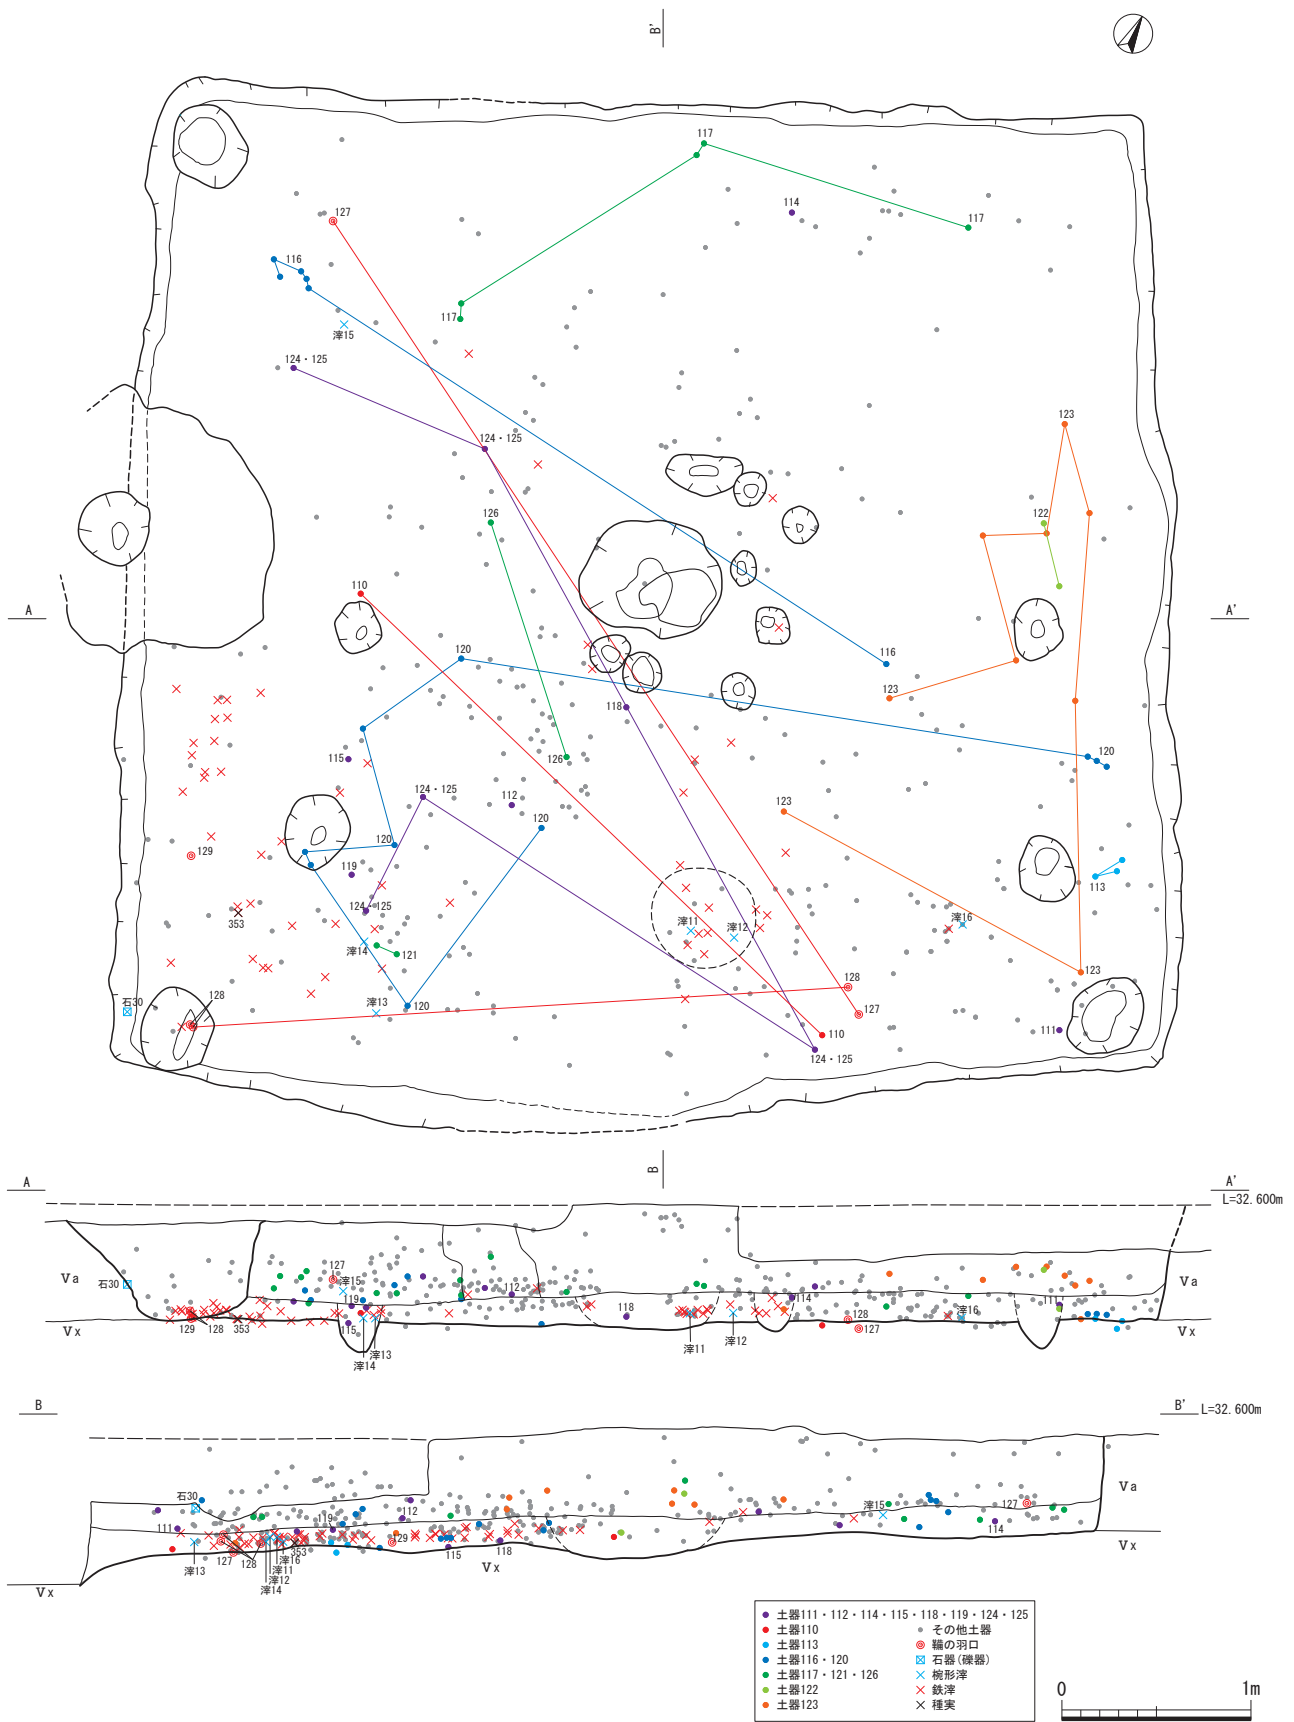 B'
117
114
127
117
116
117
滓15
124・125
123
124・125
122
126
110
A
A'
120
116
123
118
115
126
120
124・125
112
123
120
120
129
119
113
124・125
353
滓11
滓12
滓16
滓14
121
128
128
石30
滓13
120
127
110
111
124・125
B
A
A'
L=32.600m
127
滓15
Ⅴa
石30
112
114
Ⅴa
119
118
128
滓16
111
129
128
353
115
127
Ⅴx
Ⅴx
滓13
滓14
滓11
滓12
B
B'
L=32.600m
石30
滓15
127
Ⅴa
112
111
119
114
129
滓13
127
128
353
滓16
滓11
滓12
滓14
115
118
Ⅴx
Ⅴx
Ⅴx
土器111・112・114・115・118・119・124・125
土器110 その他土器
土器113 鞴の羽口
土器116・120 石器(礫器)
土器117・121・126 椀形滓
土器122 鉄滓
土器123 種実
0 1m